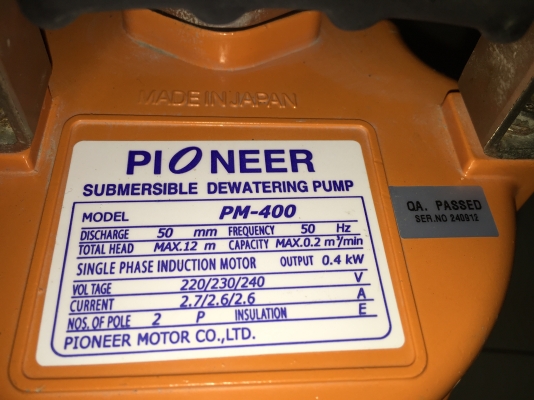 MADE IN JAPAN
PIONEER
SUBMERSIBLE DEWATERING PUMP
MODEL PM-400
DISCHARGE 50 mm FREQUENCY 50 Hz
TOTAL HEAD MAX.12 m CAPACITY MAX.0.2 m³/min
SINGLE PHASE INDUCTION MOTOR OUTPUT 0.4 kW
VOLTAGE 220/230/240 V
CURRENT 2.7/2.6/2.6 A
NOS. OF POLE 2 P INSULATION E
PIONEER MOTOR CO.,LTD.
QA. PASSED
SER.NO 240912